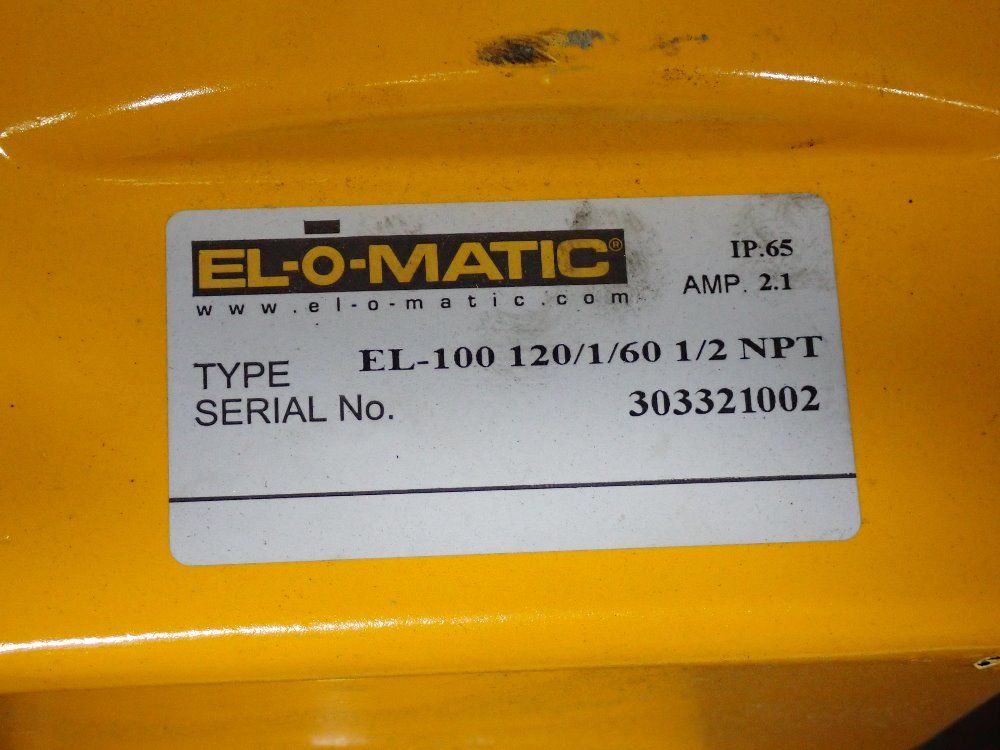 EL-O-MATIC®
www.el-o-matic.com
IP.65
AMP. 2.1
TYPE EL-100 120/1/60 1/2 NPT
SERIAL No. 303321002